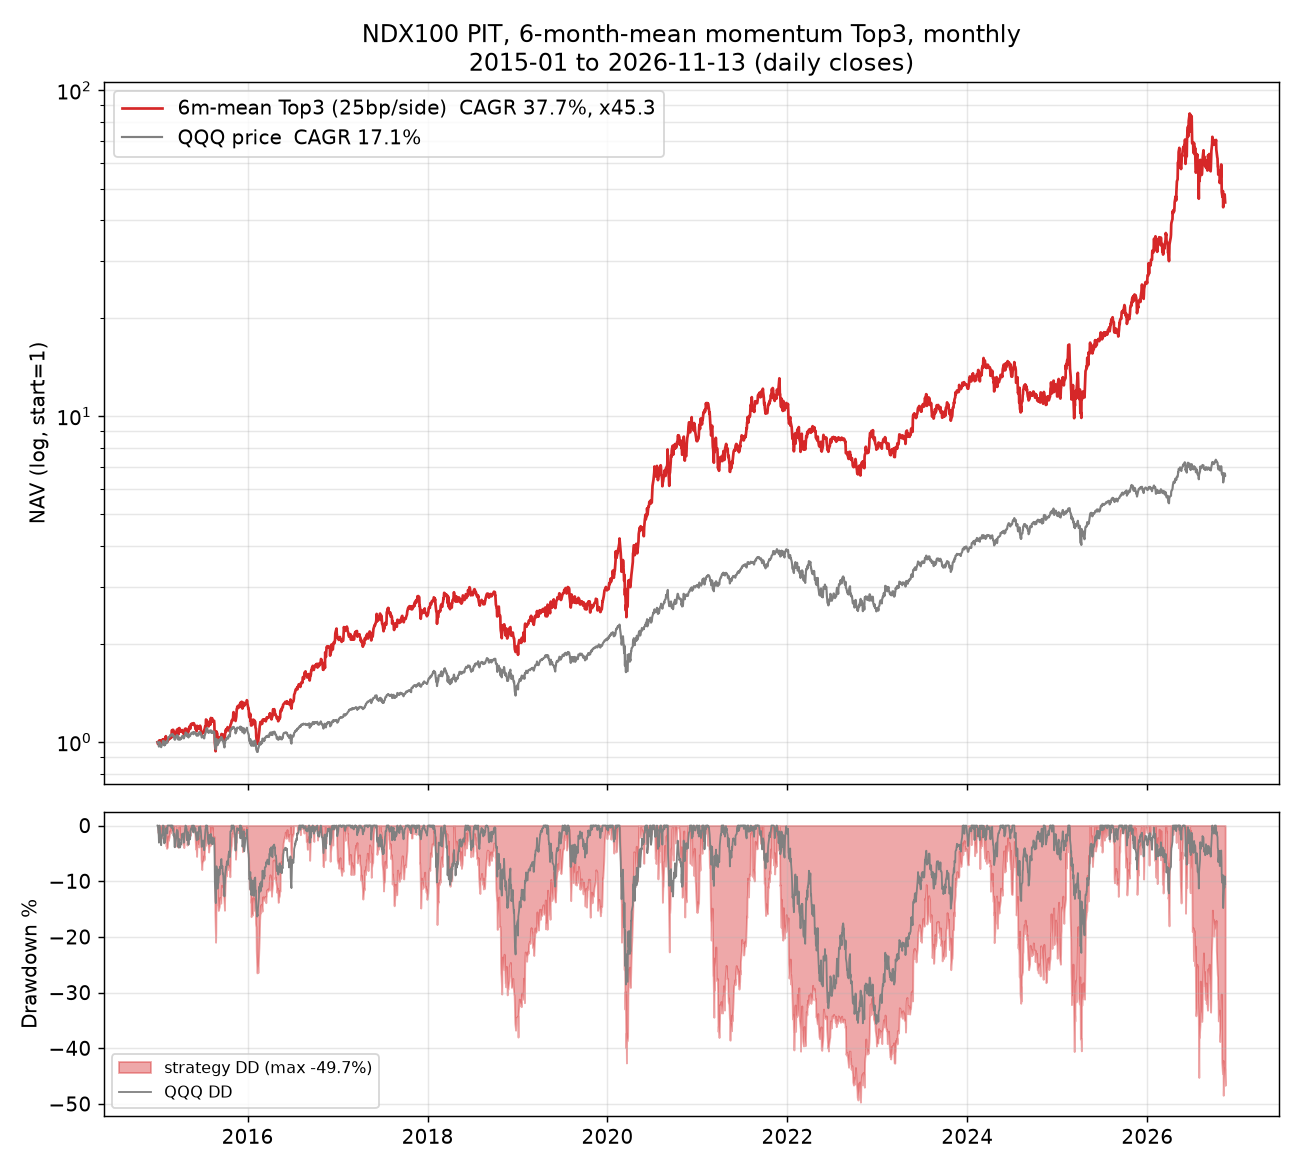 NDX100 PIT, 6-month-mean momentum Top3, monthly
2015-01 to 2026-11-13 (daily closes)
6m-mean Top3 (25bp/side)  CAGR 37.7%, x45.3
QQQ price  CAGR 17.1%
NAV (log, start=1)
10²
10¹
10⁰
Drawdown %
0
−10
−20
−30
−40
−50
strategy DD (max -49.7%)
QQQ DD
2016 2018 2020 2022 2024 2026